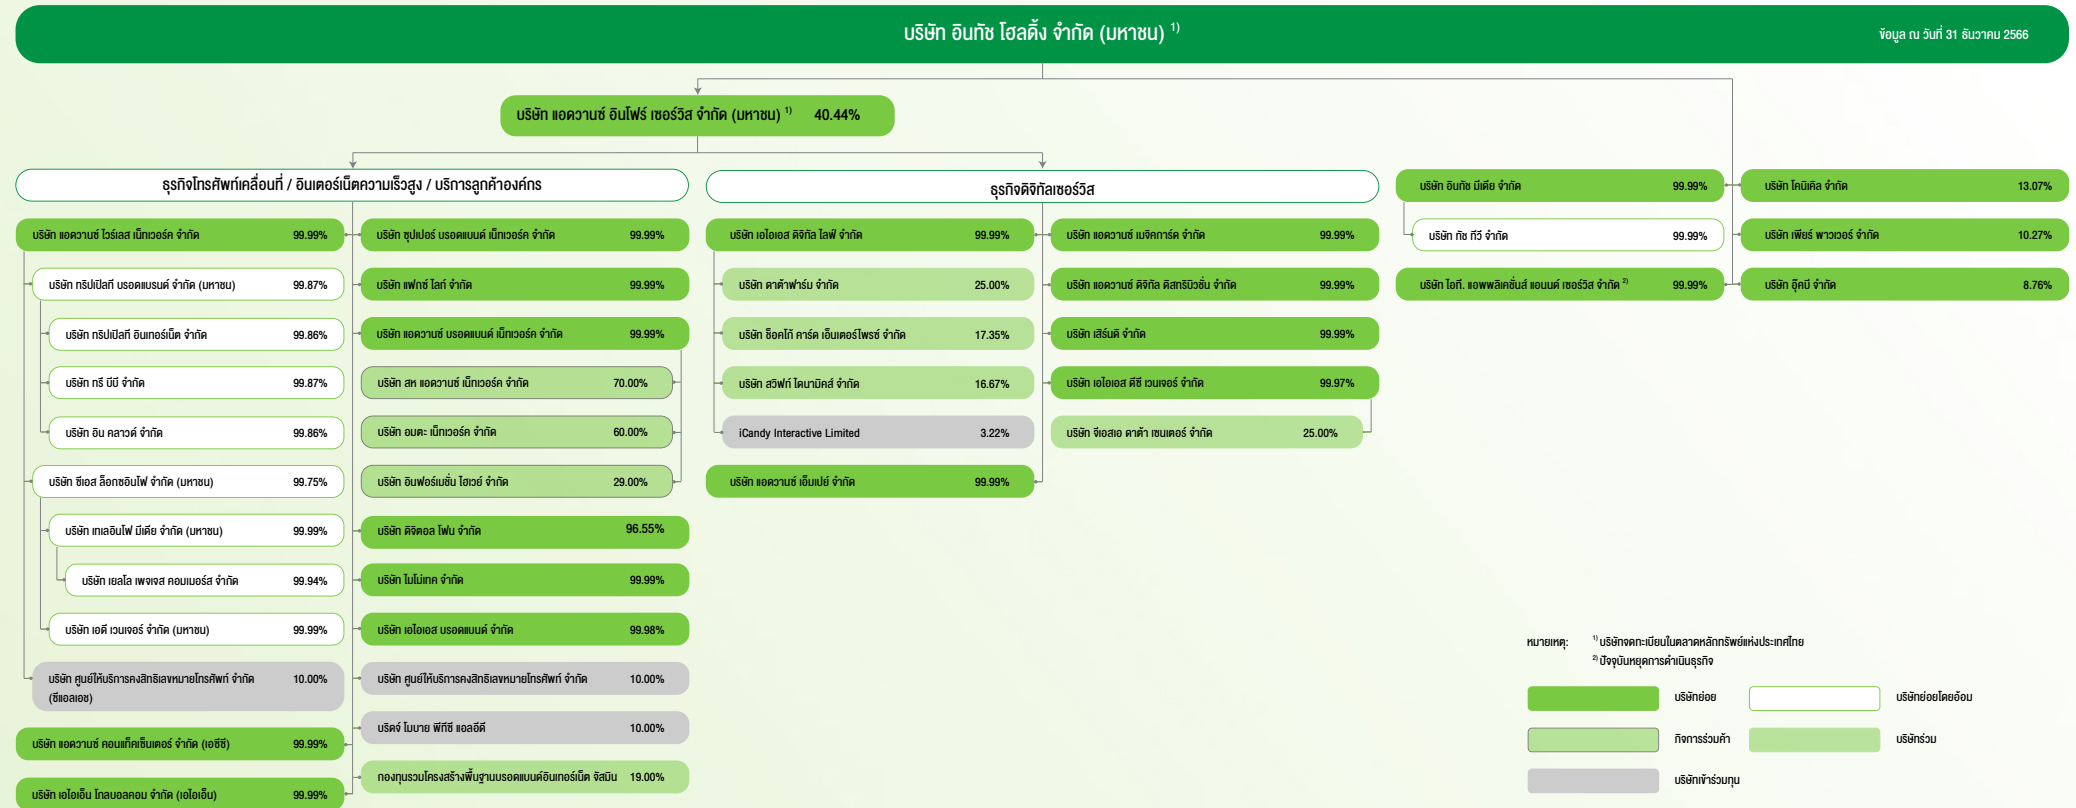 บริษัท อินทัช โฮลดิ้ง จำกัด (มหาชน) 1)
ข้อมูล ณ วันที่ 31 ธันวาคม 2566
บริษัท แอดวานซ์ อินโฟร์ เซอร์วิส จำกัด (มหาชน) 1) 40.44%
ธุรกิจโทรศัพท์เคลื่อนที่ / อินเตอร์เน็ตความเร็วสูง / บริการลูกค้าองค์กร
บริษัท แอดวานซ์ ไวร์เลส เน็ทเวอร์ค จำกัด 99.99%
บริษัท ทริปเปิลที บรอดแบรนด์ จำกัด (มหาชน) 99.87%
บริษัท ทริปเปิลที อินเทอร์เน็ต จำกัด 99.86%
บริษัท ทรี บีบี จำกัด 99.87%
บริษัท อิน คลาวด์ จำกัด 99.86%
บริษัท ซีเอส ล็อกซอินโฟ จำกัด (มหาชน) 99.75%
บริษัท เทเลอินโฟ มีเดีย จำกัด (มหาชน) 99.99%
บริษัท เยลโล เพจเจส คอมเมอร์ส จำกัด 99.94%
บริษัท เอดี เวนเจอร์ จำกัด (มหาชน) 99.99%
บริษัท ศูนย์ให้บริการคงสิทธิเลขหมายโทรศัพท์ จำกัด 10.00%
(ซีแอลเอช)
บริษัท แอดวานซ์ คอนแท็คเซ็นเตอร์ จำกัด (เอซีซี) 99.99%
บริษัท เอไอเอ็น โกลบอลคอม จำกัด (เอไอเอ็น) 99.99%
บริษัท ซุปเปอร์ บรอดแบนด์ เน็ทเวอร์ค จำกัด 99.99%
บริษัท แฟกซ์ ไลท์ จำกัด 99.99%
บริษัท แอดวานซ์ บรอดแบนด์ เน็ทเวอร์ค จำกัด 99.99%
บริษัท สห แอดวานซ์ เน็ทเวอร์ค จำกัด 70.00%
บริษัท อมตะ เน็ทเวอร์ค จำกัด 60.00%
บริษัท อินฟอร์เมชั่น ไฮเวย์ จำกัด 29.00%
บริษัท ดิจิตอล โฟน จำกัด 96.55%
บริษัท ไมโม่เทค จำกัด 99.99%
บริษัท เอไอเอส บรอดแบนด์ จำกัด 99.98%
บริษัท ศูนย์ให้บริการคงสิทธิเลขหมายโทรศัพท์ จำกัด 10.00%
บริดจ์ โมบาย พีทีซี แอลอีดี 10.00%
กองทุนรวมโครงสร้างพื้นฐานบรอดแบนด์อินเทอร์เน็ต จัสมิน 19.00%
ธุรกิจดิจิทัลเซอร์วิส
บริษัท เอไอเอส ดิจิทัล ไลฟ์ จำกัด 99.99%
บริษัท ดาต้าฟาร์ม จำกัด 25.00%
บริษัท ช็อคโก้ คาร์ด เอ็นเตอร์ไพรซ์ จำกัด 17.35%
บริษัท สวิฟท์ ไดนามิคส์ จำกัด 16.67%
iCandy Interactive Limited 3.22%
บริษัท แอดวานซ์ เอ็มเปย์ จำกัด 99.99%
บริษัท แอดวานซ์ เมจิคการ์ด จำกัด 99.99%
บริษัท แอดวานซ์ ดิจิทัล ดิสทริบิวชั่น จำกัด 99.99%
บริษัท เสิร์นดิ จำกัด 99.99%
บริษัท เอไอเอส ดีซี เวนเจอร์ จำกัด 99.97%
บริษัท จีเอสเอ ดาต้า เซนเตอร์ จำกัด 25.00%
บริษัท อินทัช มีเดีย จำกัด 99.99%
บริษัท ทัช ทีวี จำกัด 99.99%
บริษัท ไอที. แอพพลิเคชั่นส์ แอนด์ เซอร์วิส จำกัด 2) 99.99%
บริษัท โคนิเคิล จำกัด 13.07%
บริษัท เพียร์ พาวเวอร์ จำกัด 10.27%
บริษัท อุ๊คบี จำกัด 8.76%
หมายเหตุ: 1) บริษัทจดทะเบียนในตลาดหลักทรัพย์แห่งประเทศไทย
2) ปัจจุบันหยุดการดำเนินธุรกิจ
บริษัทย่อย
บริษัทย่อยโดยอ้อม
กิจการร่วมค้า
บริษัทร่วม
บริษัทเข้าร่วมทุน